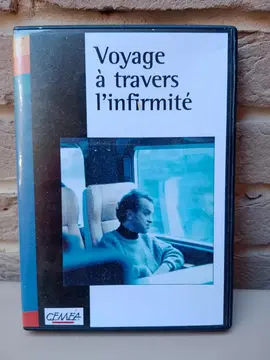 Voyage
à travers
l'infirmité
CEMEA